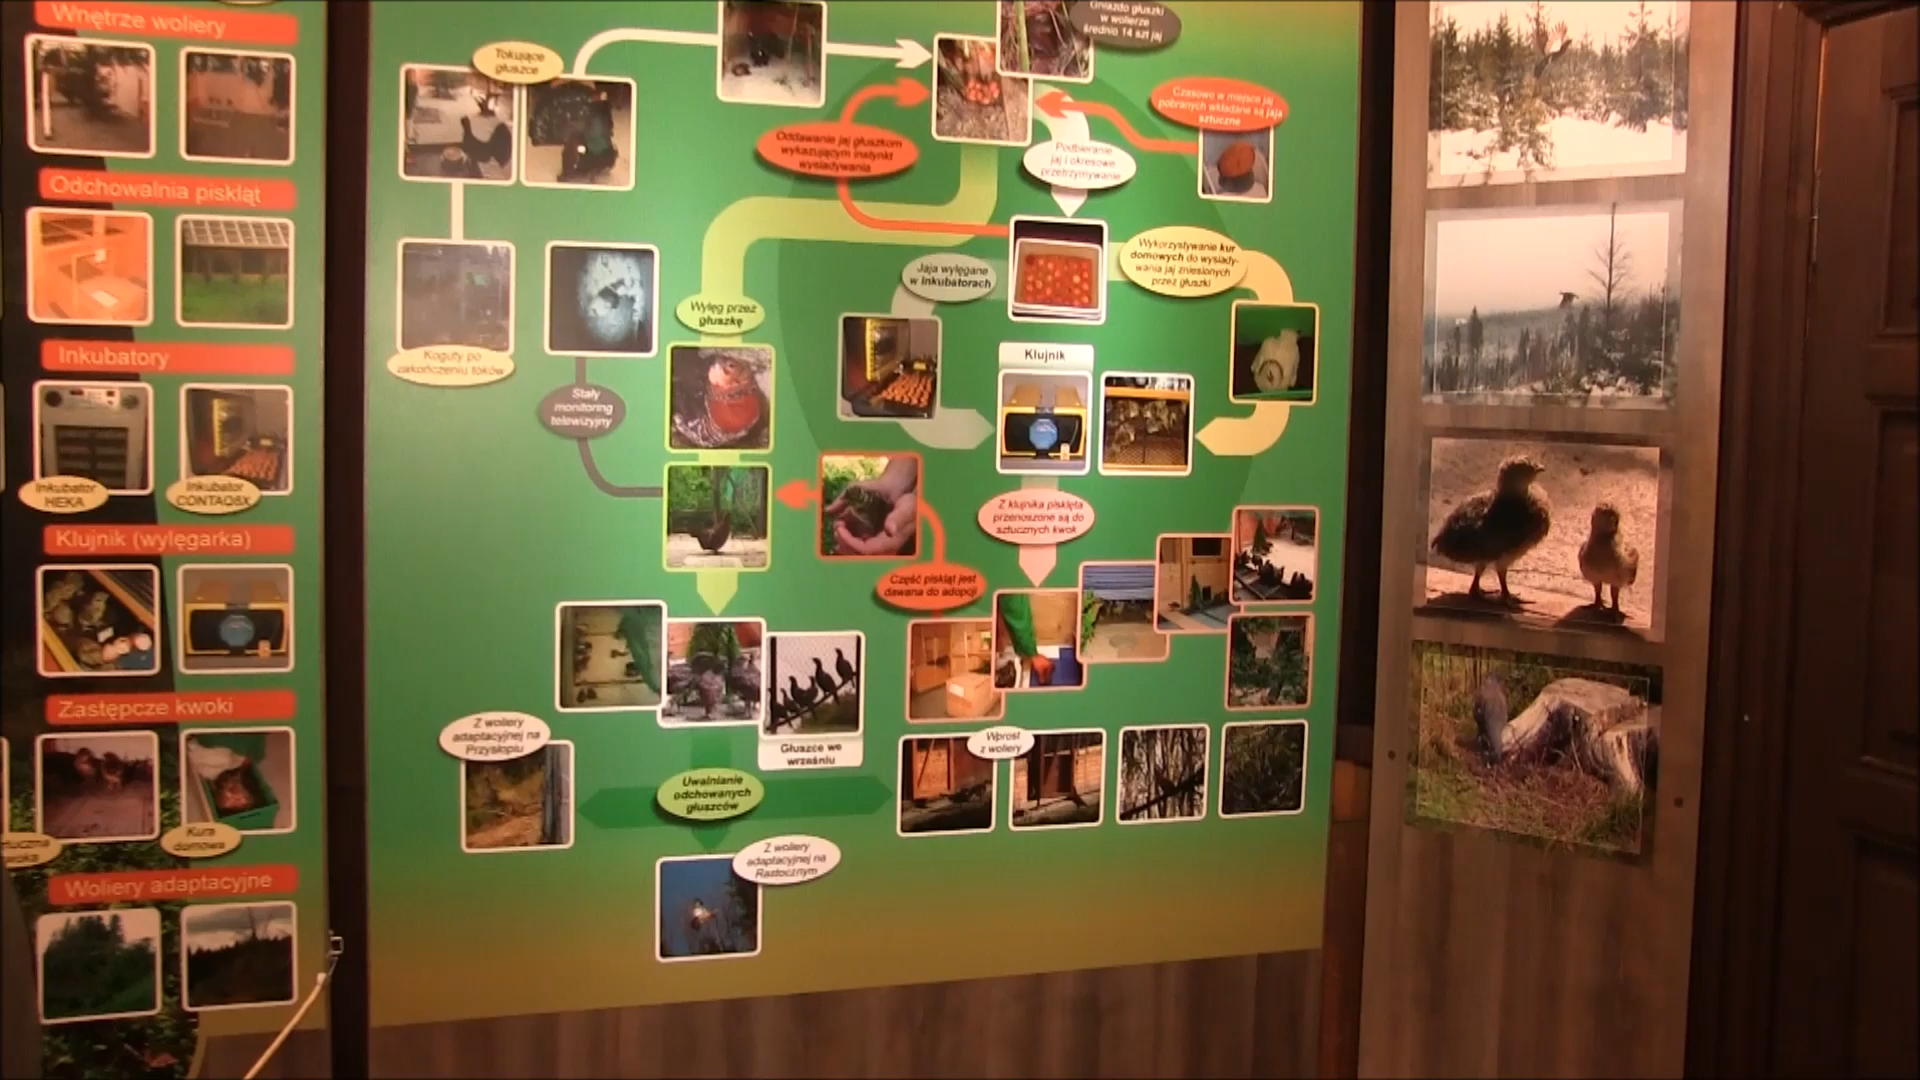 Wnętrze woliery
Odchowalnia piskląt
Inkubatory
Inkubator
HEKA
Inkubator
CONTAQ8X
Klujnik (wylęgarka)
Zastępcze kwoki
Kura
domowa
Woliery adaptacyjne
Tokujące
głuszce
Gniazdo głuszki
w wolierze
średnio 14 szt jaj
Czasowo w miejsce jaj
pobranych wkładane są jaja
sztuczne
Oddawanie jaj głuszkom
wykazującym instynkt
wysiadywania
Podbieranie
jaj i okresowe
przetrzymywanie
Jaja wylęgane
w inkubatorach
Wykorzystywanie kur
domowych do wysiady-
wania jaj zniesionych
przez głuszki
Wylęg przez
głuszkę
Koguty po
zakończeniu toków
Stały
monitoring
telewizyjny
Klujnik
Z klujnika pisklęta
przenoszone są do
sztucznych kwok
Część piskląt jest
dawana do adopcji
Z woliery
adaptacyjnej na
Przysłopiu
Głuszce we
wrześniu
Wprost
z woliery
Uwalnianie
odchowanych
głuszców
Z woliery
adaptacyjnej na
Roztocznym